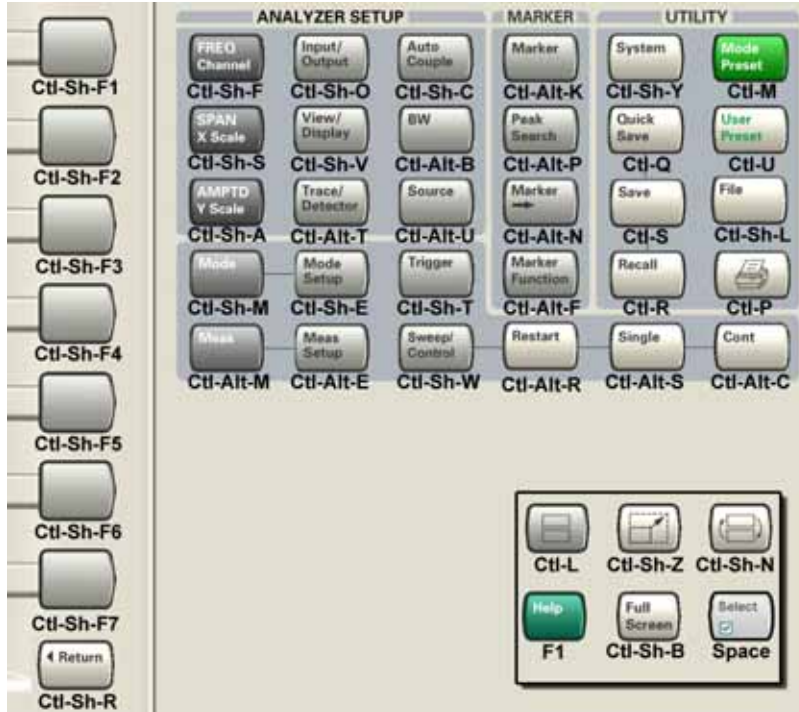 ANALYZER SETUP MARKER UTILITY
FREQ Channel Input/ Output Auto Couple Marker System Mode Preset
Ctl-Sh-F1 Ctl-Sh-F Ctl-Sh-O Ctl-Sh-C Ctl-Alt-K Ctl-Sh-Y Ctl-M
SPAN X Scale View/ Display BW Peak Search Quick Save User Preset
Ctl-Sh-F2 Ctl-Sh-S Ctl-Sh-V Ctl-Alt-B Ctl-Alt-P Ctl-Q Ctl-U
AMPTD Y Scale Trace/ Detector Source Marker Save File
Ctl-Sh-A Ctl-Alt-T Ctl-Alt-U Ctl-Alt-N Ctl-S Ctl-Sh-L
Ctl-Sh-F3 Mode Mode Setup Trigger Marker Function Recall
Ctl-Sh-M Ctl-Sh-E Ctl-Sh-T Ctl-Alt-F Ctl-R Ctl-P
Ctl-Sh-F4 Meas Meas Setup Sweep/ Control Restart Single Cont
Ctl-Alt-M Ctl-Alt-E Ctl-Sh-W Ctl-Alt-R Ctl-Alt-S Ctl-Alt-C
Ctl-Sh-F5
Ctl-Sh-F6
Ctl-L Ctl-Sh-Z Ctl-Sh-N
Ctl-Sh-F7 Help Full Screen Select
F1 Ctl-Sh-B Space
Return
Ctl-Sh-R